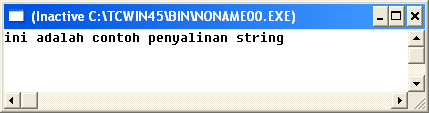 (Inactive C:\TCWIN45\BIN\NONAME00.EXE)
ini adalah contoh penyalinan string